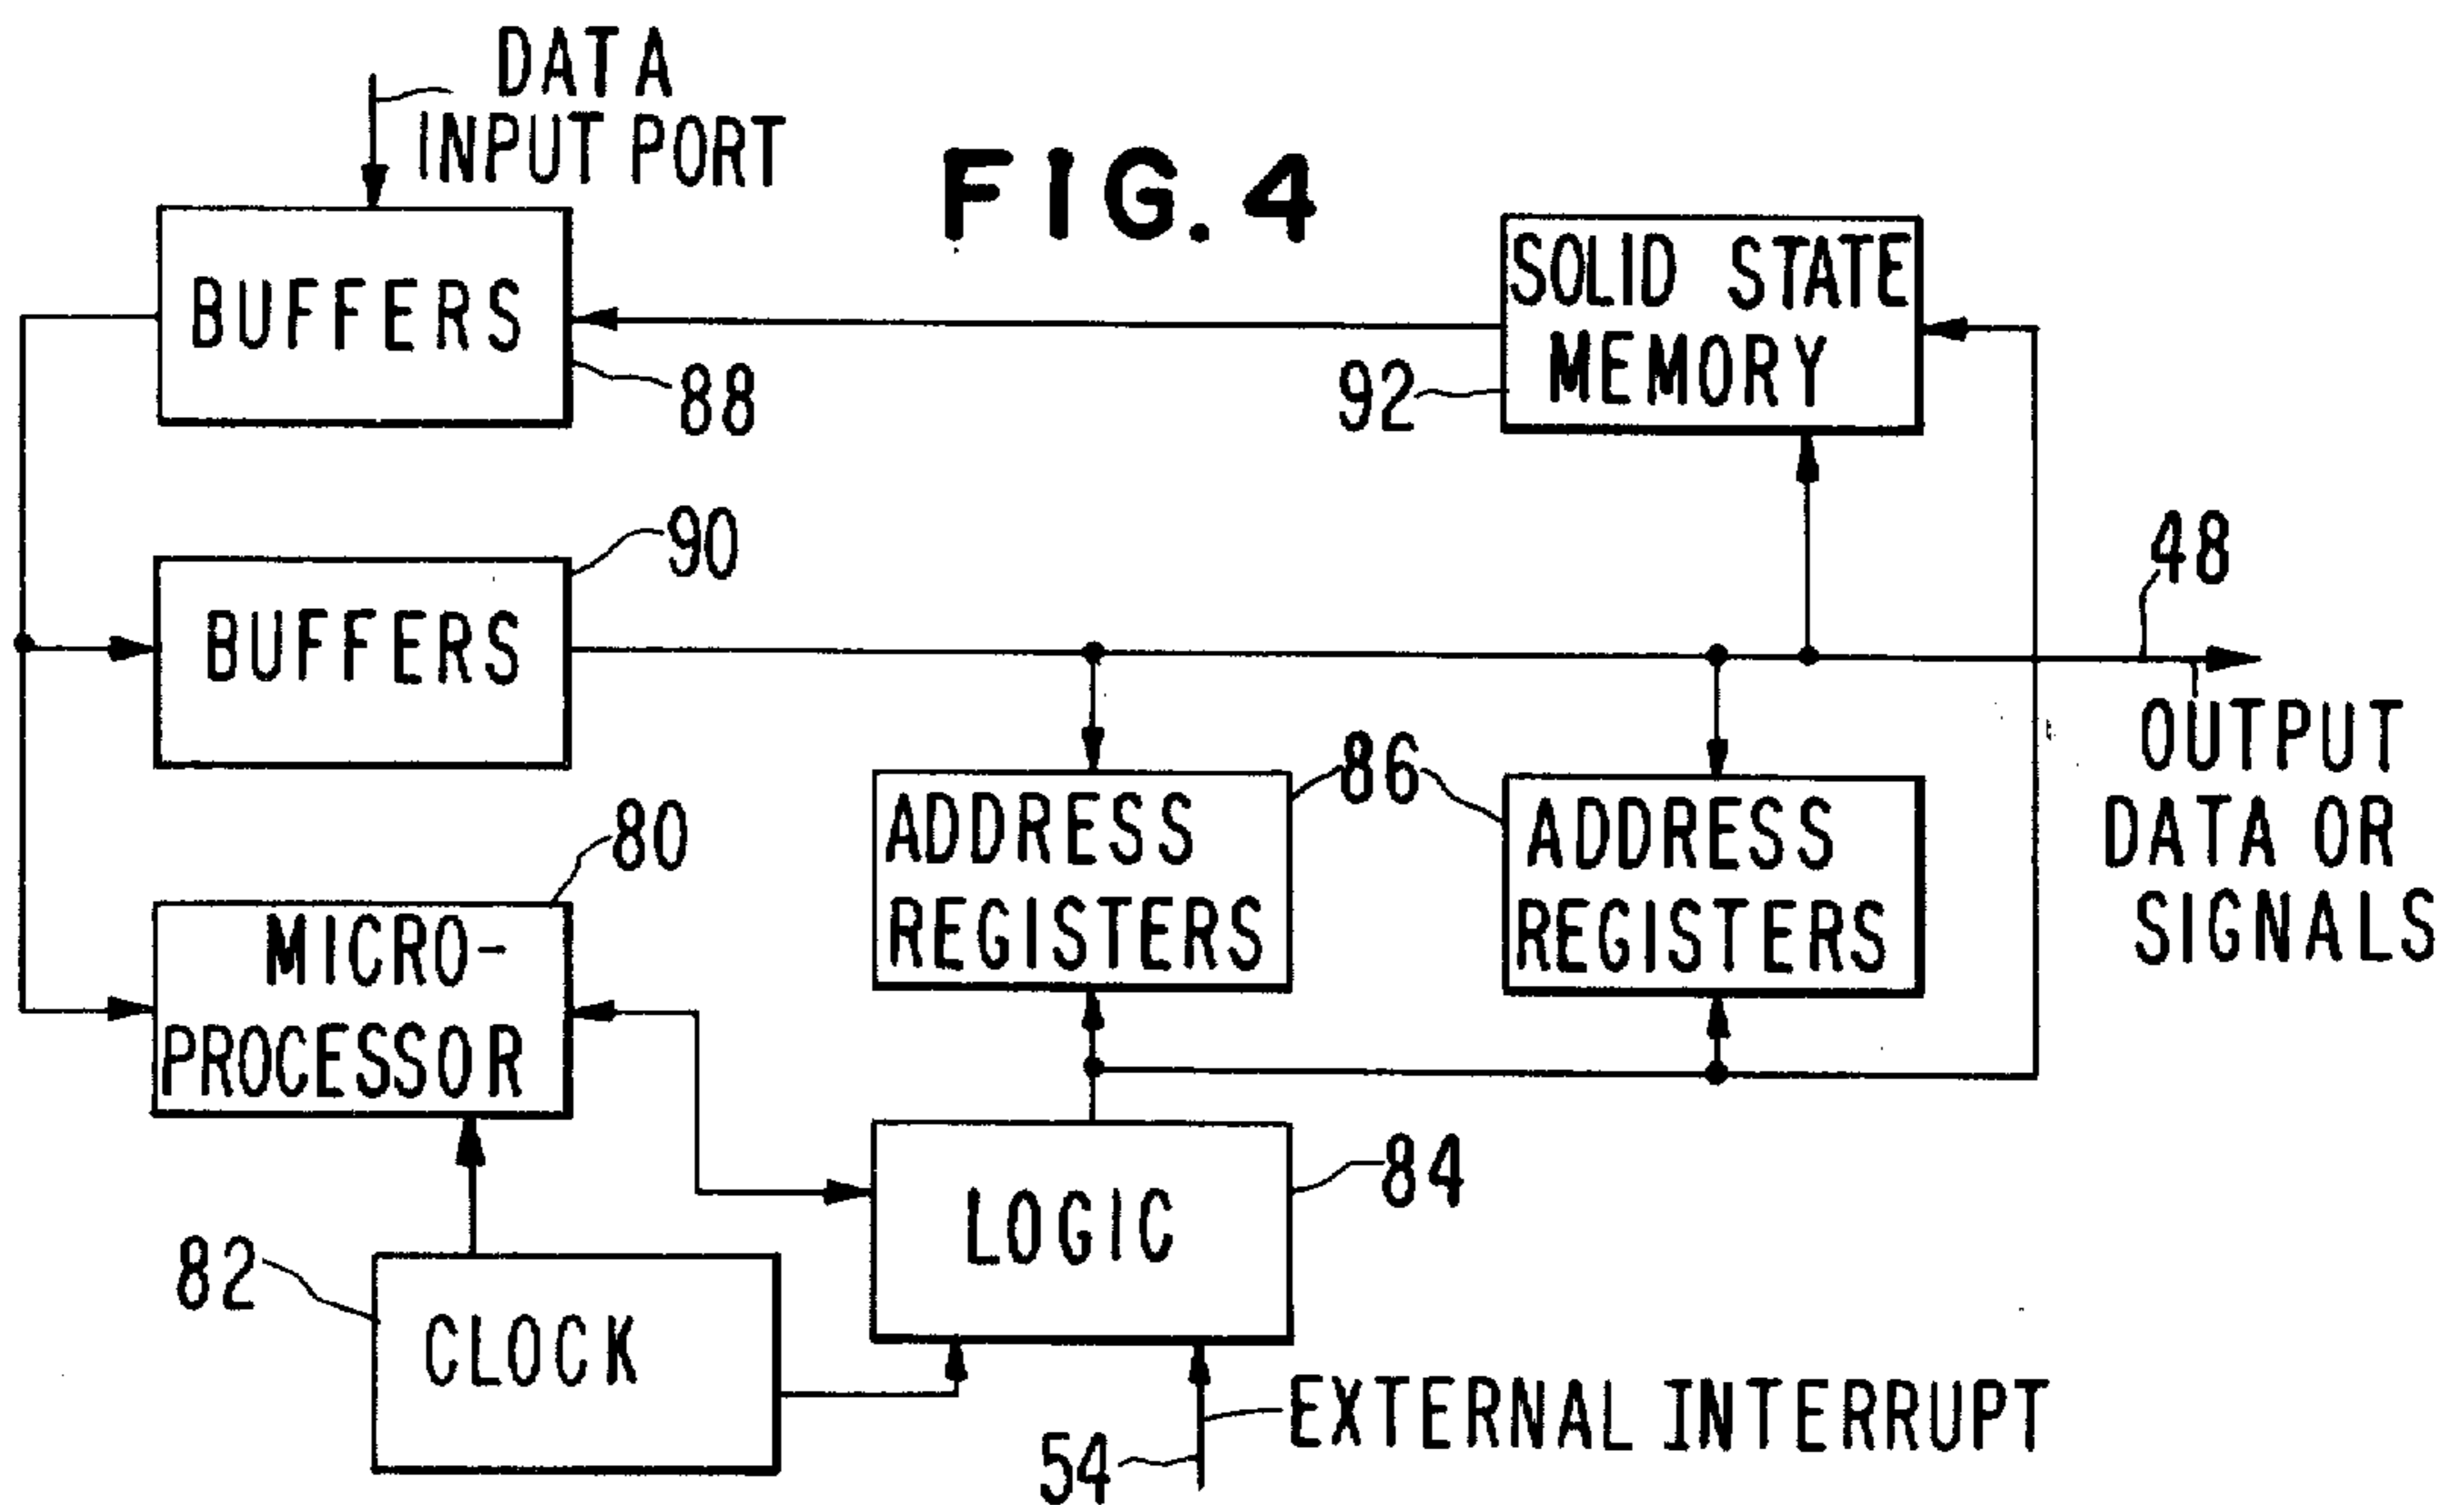 DATA
INPUT PORT
FIG. 4
BUFFERS
88
SOLID STATE
MEMORY
92
90
BUFFERS
48
OUTPUT
DATA OR
SIGNALS
86
ADDRESS
REGISTERS
ADDRESS
REGISTERS
80
MICRO-
PROCESSOR
84
LOGIC
82
CLOCK
EXTERNAL INTERRUPT
54